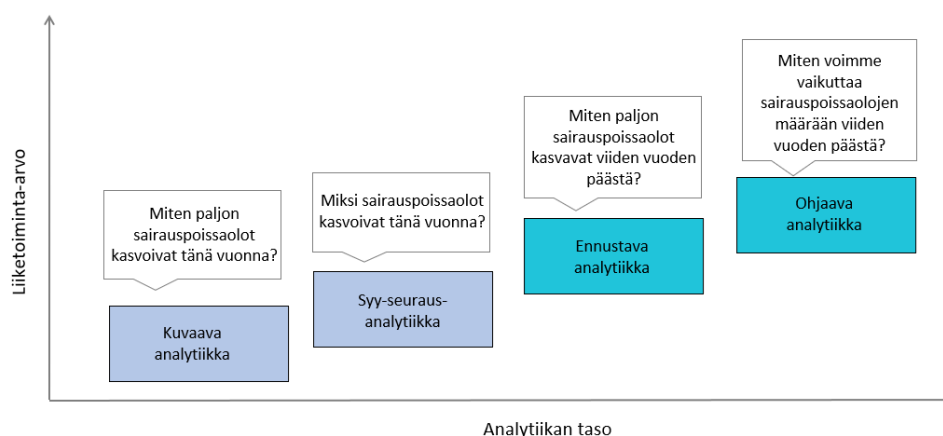 Liiketoiminta-arvo
Miten paljon
sairauspoissaolot
kasvoivat tänä vuonna?
Kuvaava
analytiikka
Miksi sairauspoissaolot
kasvoivat tänä vuonna?
Syy-seuraus-
analytiikka
Miten paljon
sairauspoissaolot
kasvavat viiden vuoden
päästä?
Ennustava
analytiikka
Miten voimme
vaikuttaa
sairauspoissaolojen
määrään viiden
vuoden päästä?
Ohjaava
analytiikka
Analytiikan taso